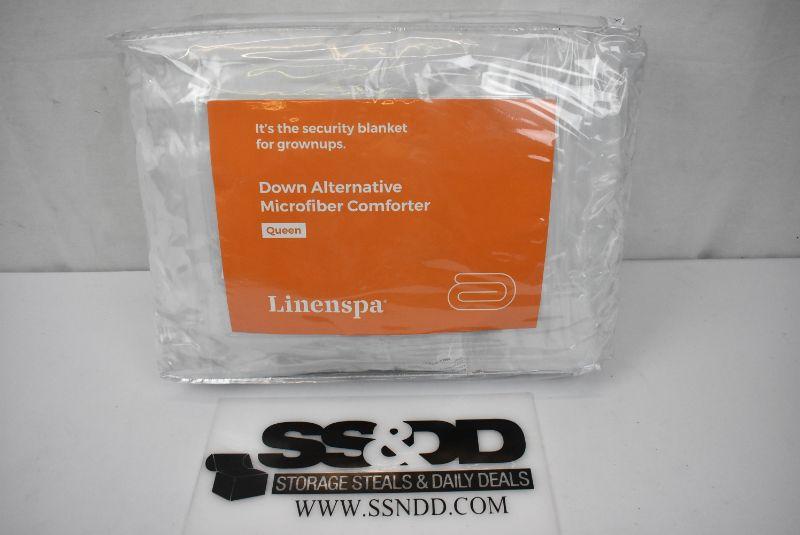 It's the security blanket
for grownups.
Down Alternative
Microfiber Comforter
Queen
Linenspa®
SS&DD
STORAGE STEALS & DAILY DEALS
WWW.SSNDD.COM